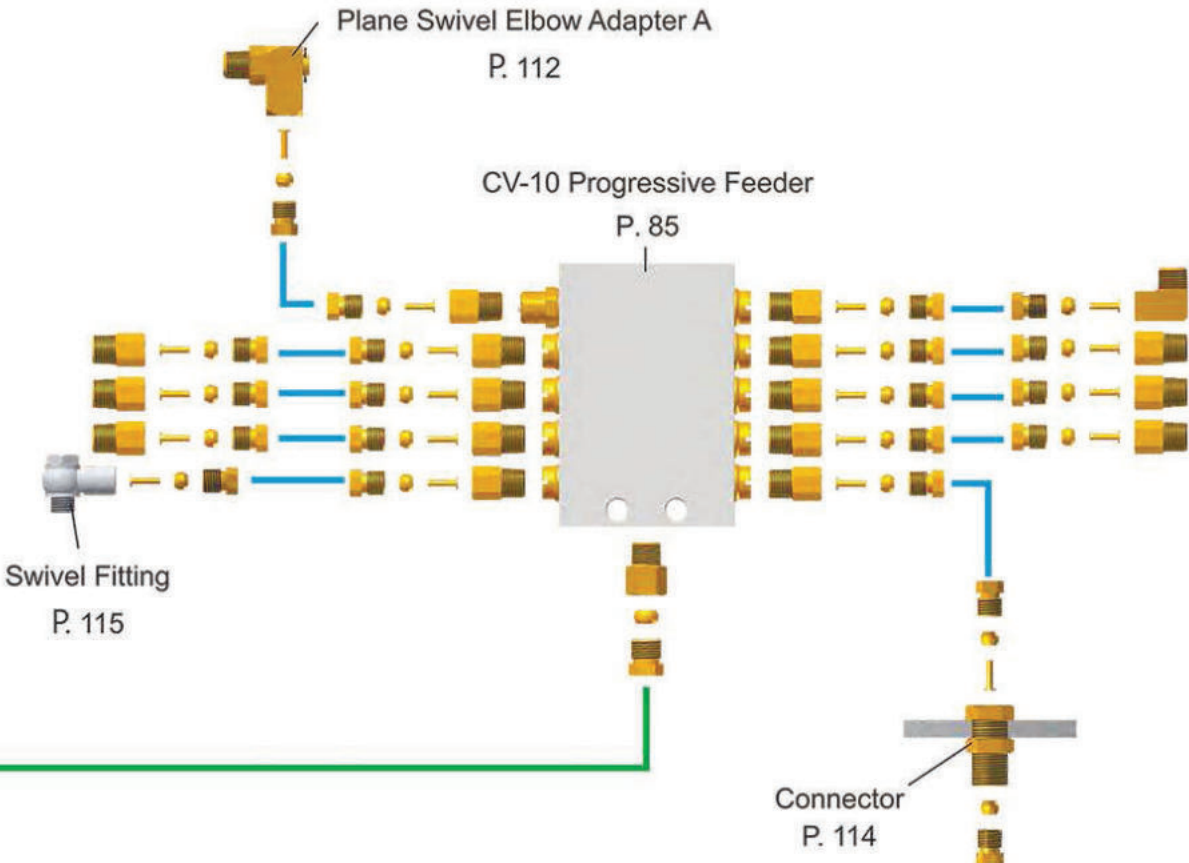 Plane Swivel Elbow Adapter A
P. 112
CV-10 Progressive Feeder
P. 85
Swivel Fitting
P. 115
Connector
P. 114